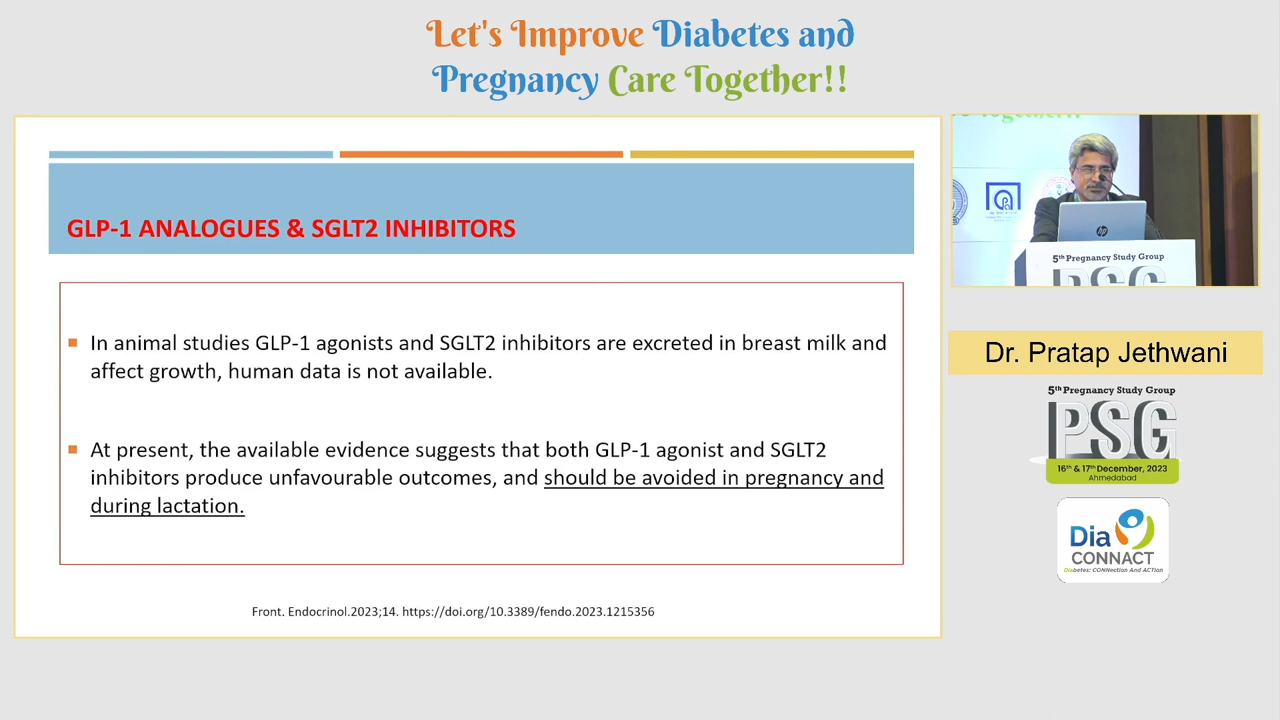 Let's Improve Diabetes and
Pregnancy Care Together!!
GLP-1 ANALOGUES & SGLT2 INHIBITORS
In animal studies GLP-1 agonists and SGLT2 inhibitors are excreted in breast milk and
affect growth, human data is not available.
At present, the available evidence suggests that both GLP-1 agonist and SGLT2
inhibitors produce unfavourable outcomes, and should be avoided in pregnancy and
during lactation.
Front. Endocrinol.2023;14. https://doi.org/10.3389/fendo.2023.1215356
hp
5th Pregnancy Study Group
PSG
Dr. Pratap Jethwani
5th Pregnancy Study Group
PSG
16th & 17th December, 2023
Ahmedabad
Dia
CONNACT
Diabetes: CONNection And ACTion